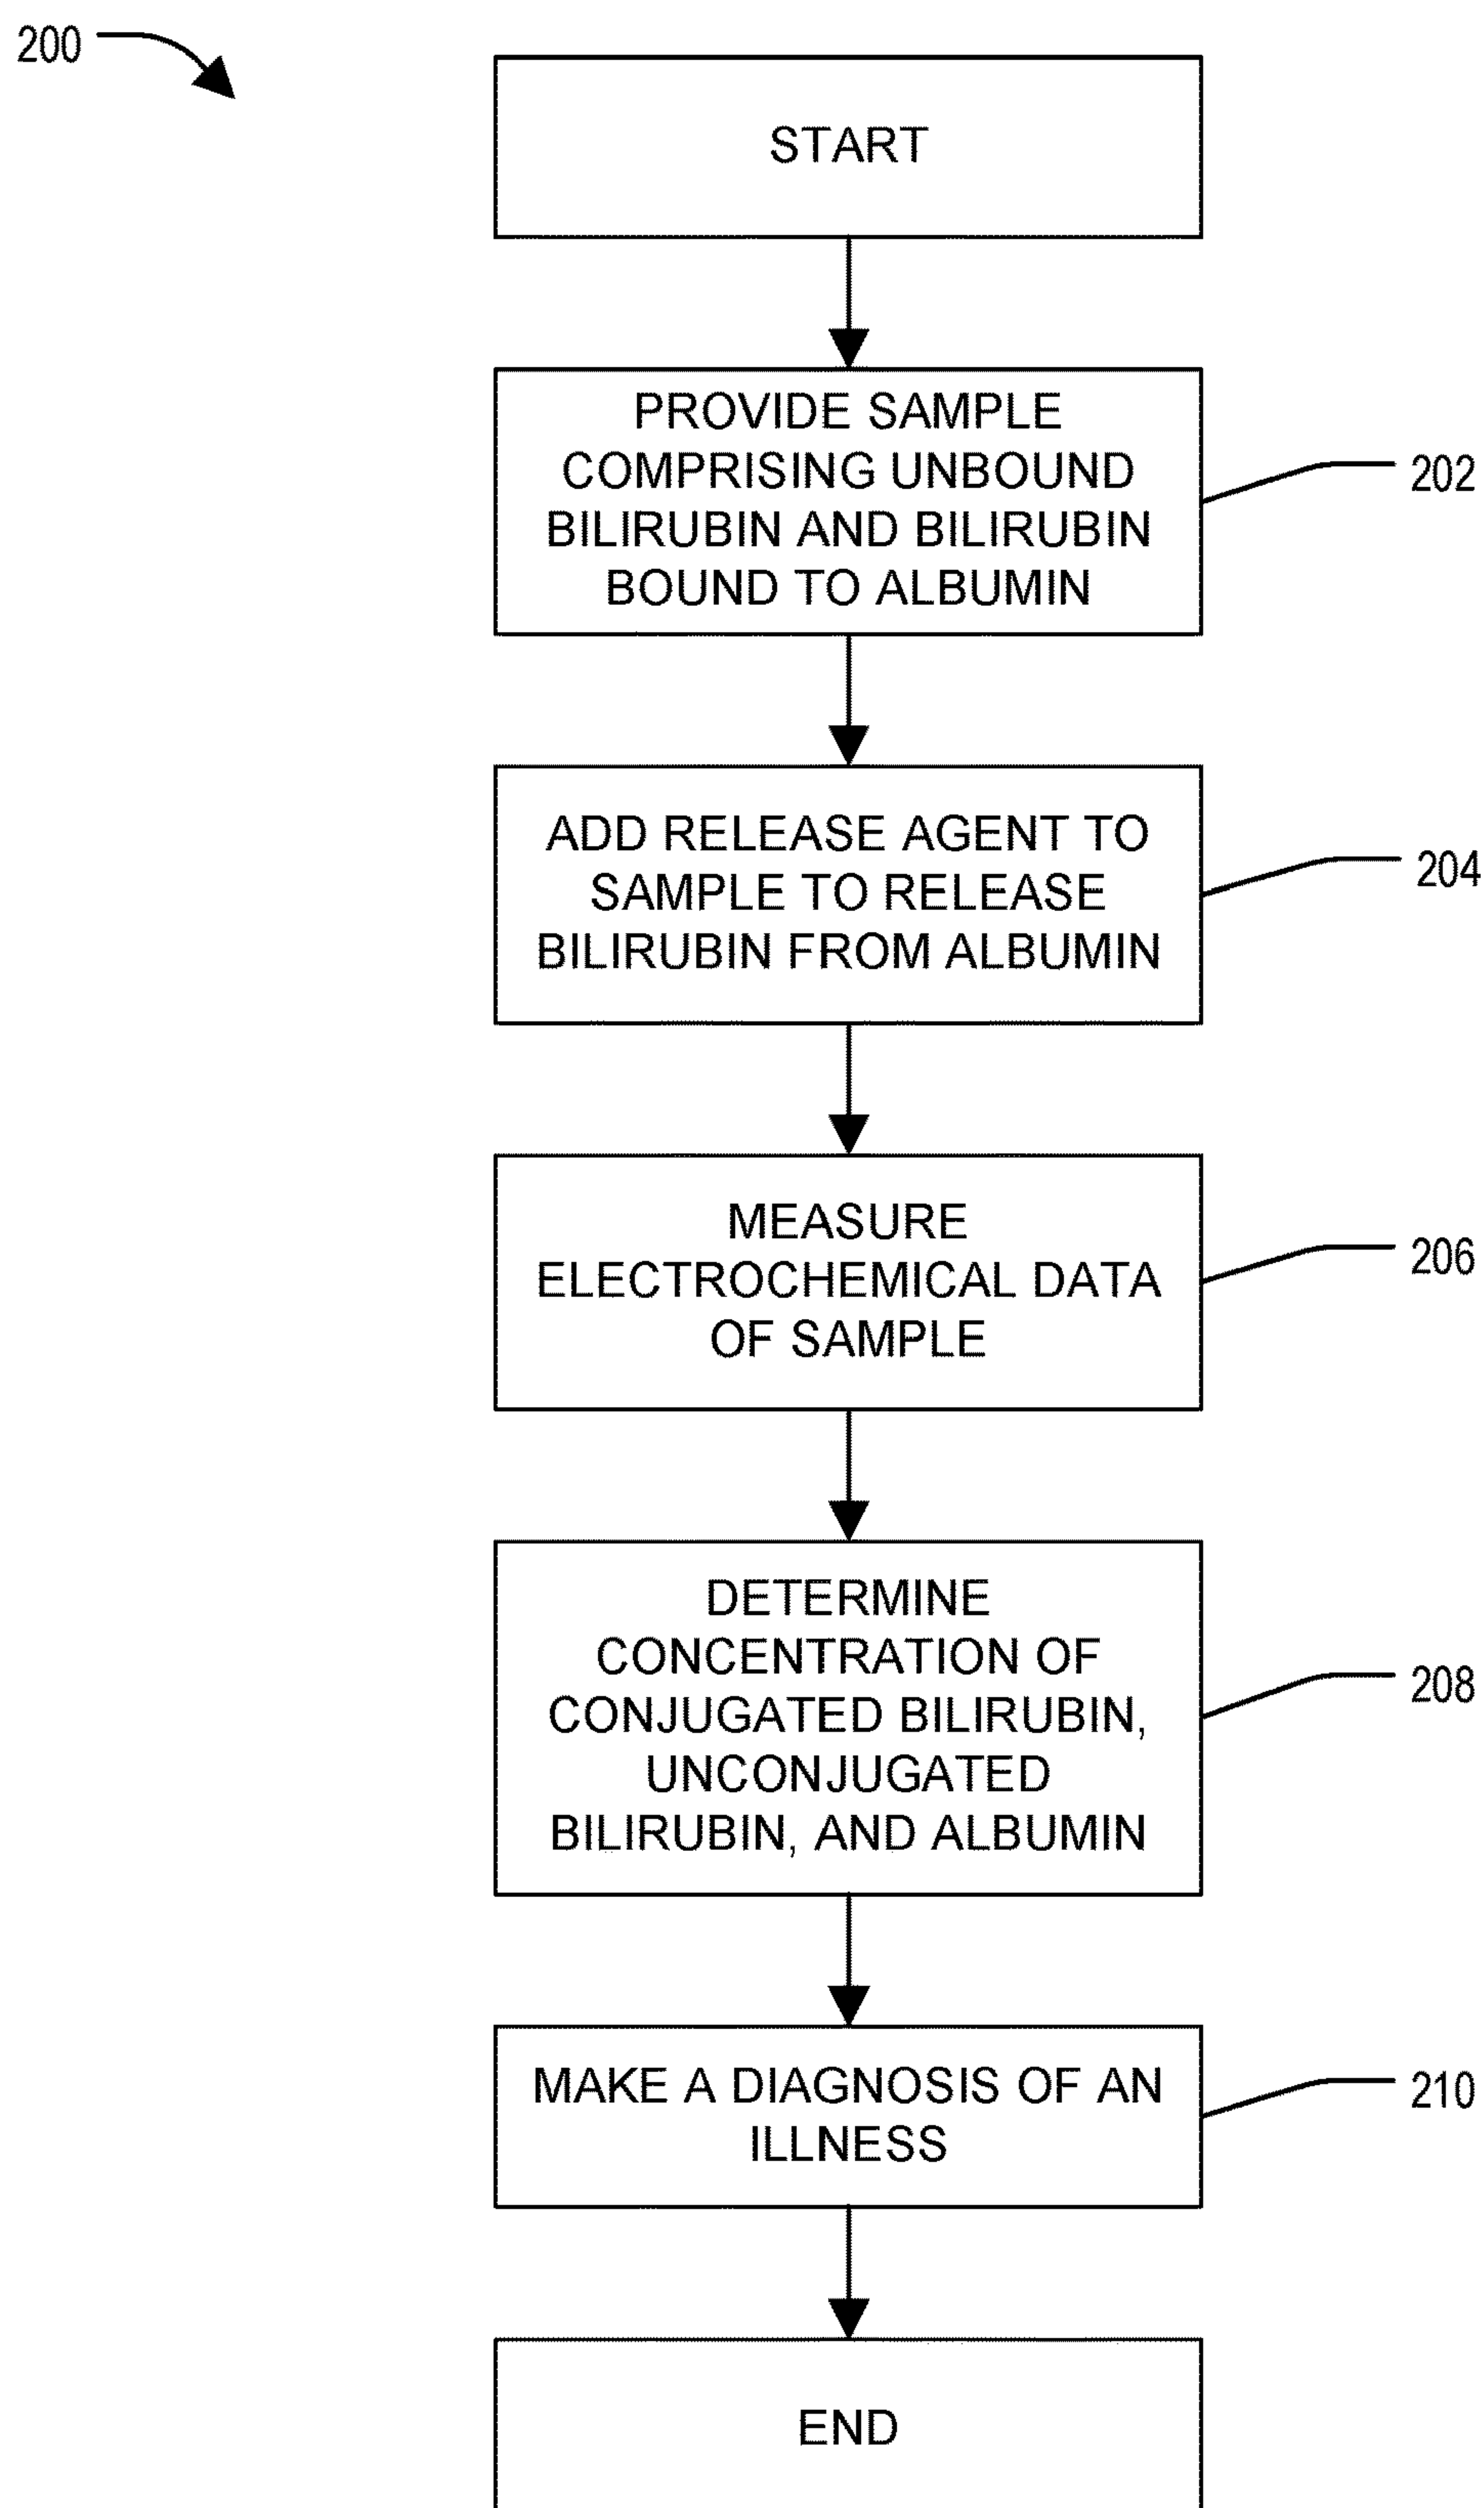 200
START
PROVIDE SAMPLE
COMPRISING UNBOUND
BILIRUBIN AND BILIRUBIN
BOUND TO ALBUMIN
202
ADD RELEASE AGENT TO
SAMPLE TO RELEASE
BILIRUBIN FROM ALBUMIN
204
MEASURE
ELECTROCHEMICAL DATA
OF SAMPLE
206
DETERMINE
CONCENTRATION OF
CONJUGATED BILIRUBIN,
UNCONJUGATED
BILIRUBIN, AND ALBUMIN
208
MAKE A DIAGNOSIS OF AN
ILLNESS
210
END